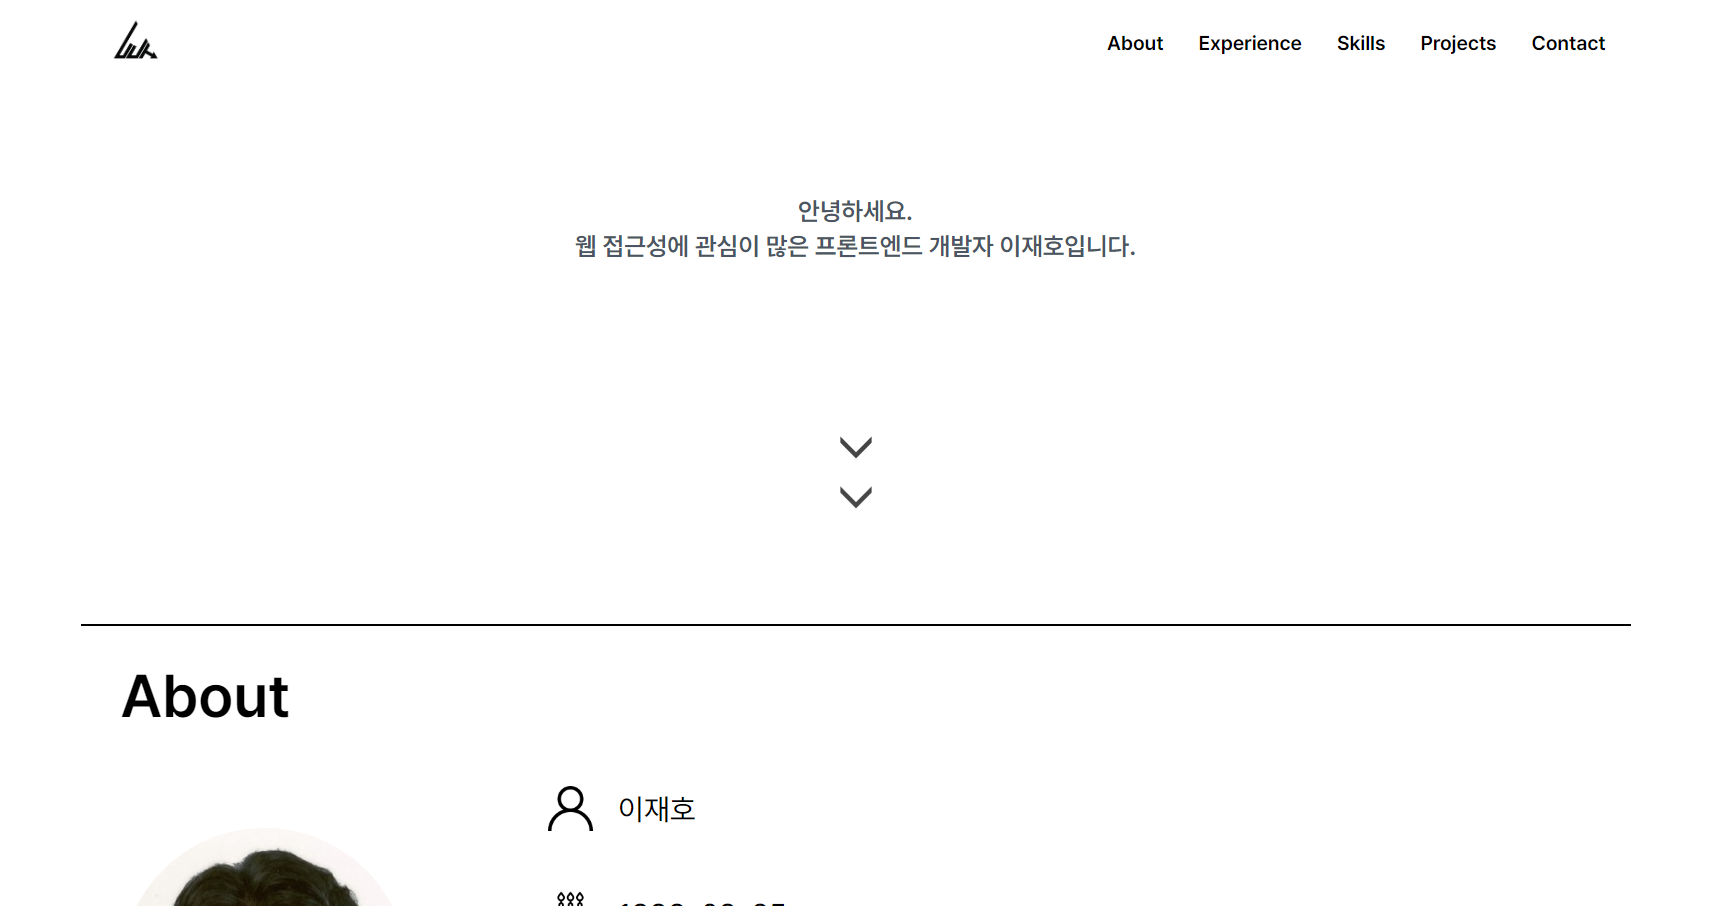 About Experience Skills Projects Contact
안녕하세요.
웹 접근성에 관심이 많은 프론트엔드 개발자 이재호입니다.
About
이재호